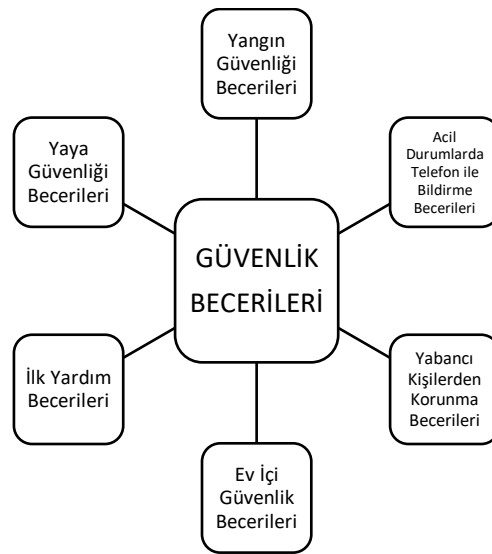 Yangın
Güvenliği
Becerileri
Yaya
Güvenliği
Becerileri
Acil
Durumlarda
Telefon ile
Bildirme
Becerileri
GÜVENLİK
BECERİLERİ
İlk Yardım
Becerileri
Yabancı
Kişilerden
Korunma
Becerileri
Ev İçi
Güvenlik
Becerileri